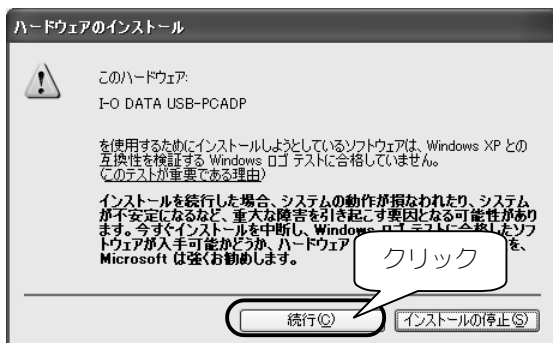 ハードウェアのインストール
このハードウェア:
I-O DATA USB-PCADP
を使用するためにインストールしようとしているソフトウェアは、Windows XP との
互換性を検証する Windows ロゴ テストに合格していません。
(このテストが重要である理由)
インストールを続行した場合、システムの動作が損なわれたり、システム
が不安定になるなど、重大な障害を引き起こす要因となる可能性があり
ます。今すぐインストールを中断し、Windows ロゴ テストに合格したソフ
トウェアが入手可能かどうか、ハードウェア を、
Microsoft は強くお勧めします。
クリック
続行(C)
インストールの停止(S)